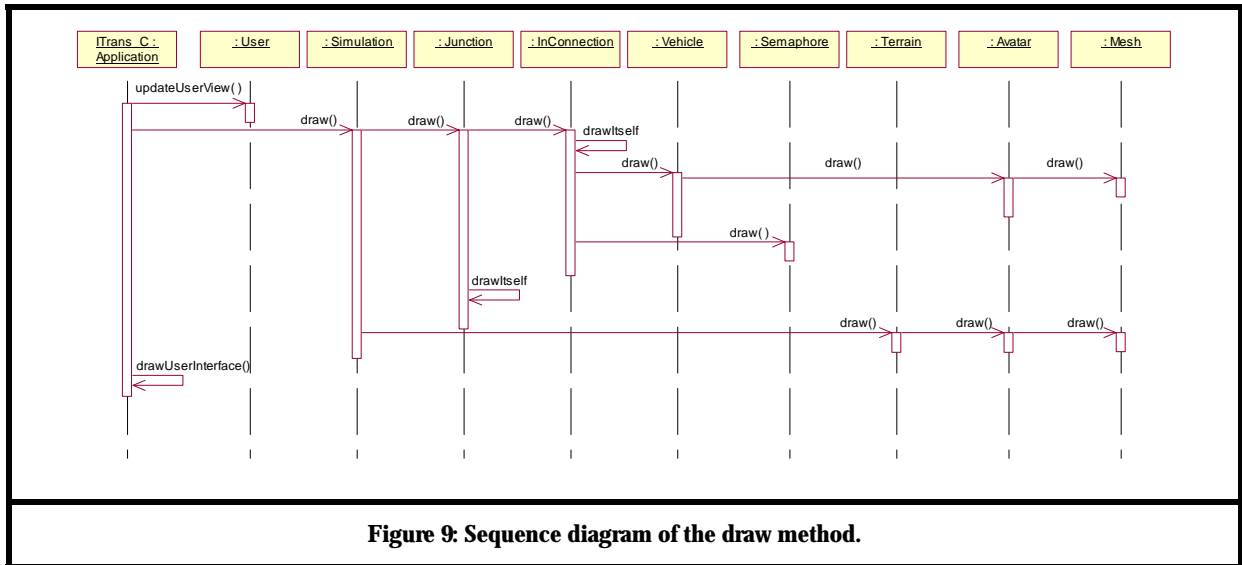 ITrans_C :
Application
: User
: Simulation
: Junction
: InConnection
: Vehicle
: Semaphore
: Terrain
: Avatar
: Mesh
updateUserView()
draw()
draw()
draw()
drawItself
draw()
draw()
draw()
draw( )
drawItself
draw()
draw()
draw()
drawUserInterface()
Figure 9: Sequence diagram of the draw method.